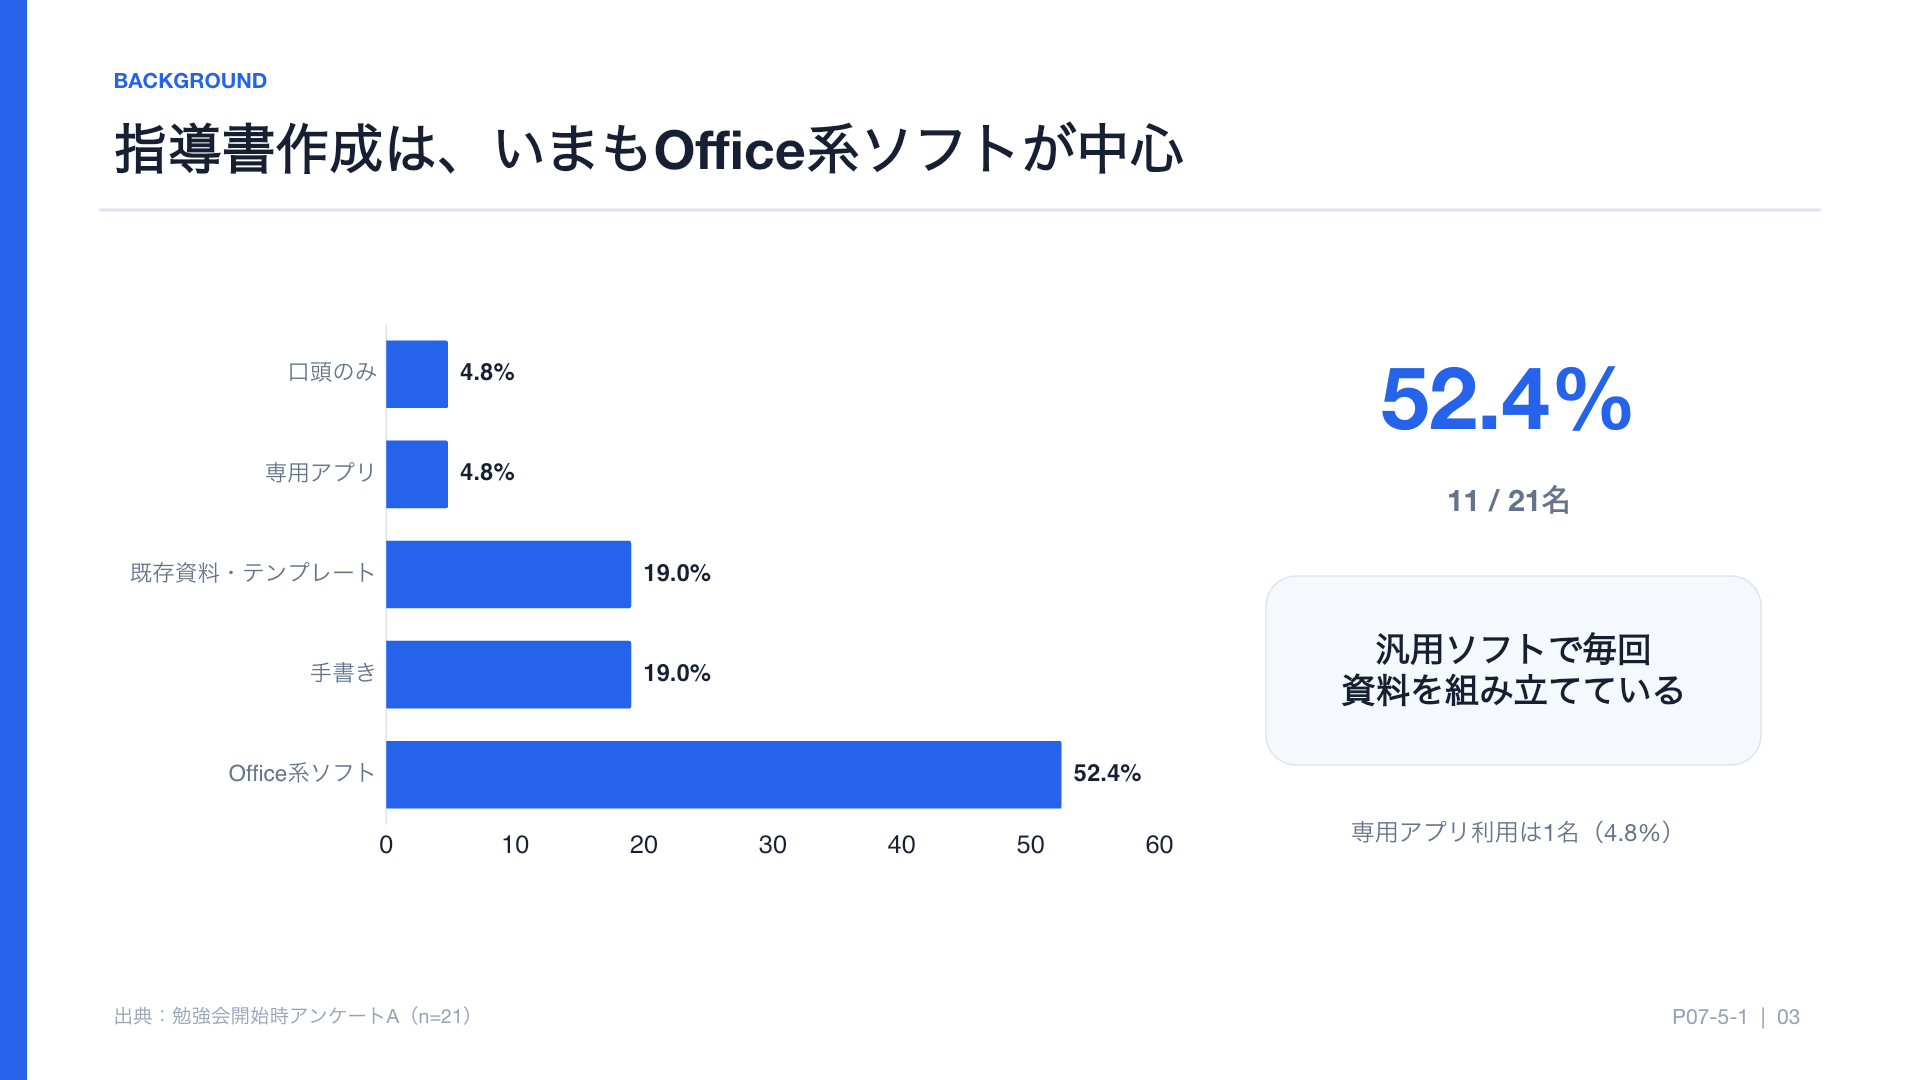 BACKGROUND
指導書作成は、いまもOffice系ソフトが中心
口頭のみ 4.8%
専用アプリ 4.8%
既存資料・テンプレート 19.0%
手書き 19.0%
Office系ソフト 52.4%
0 10 20 30 40 50 60
52.4%
11 / 21名
汎用ソフトで毎回
資料を組み立てている
専用アプリ利用は1名（4.8%）
出典：勉強会開始時アンケートA（n=21）
P07-5-1 | 03